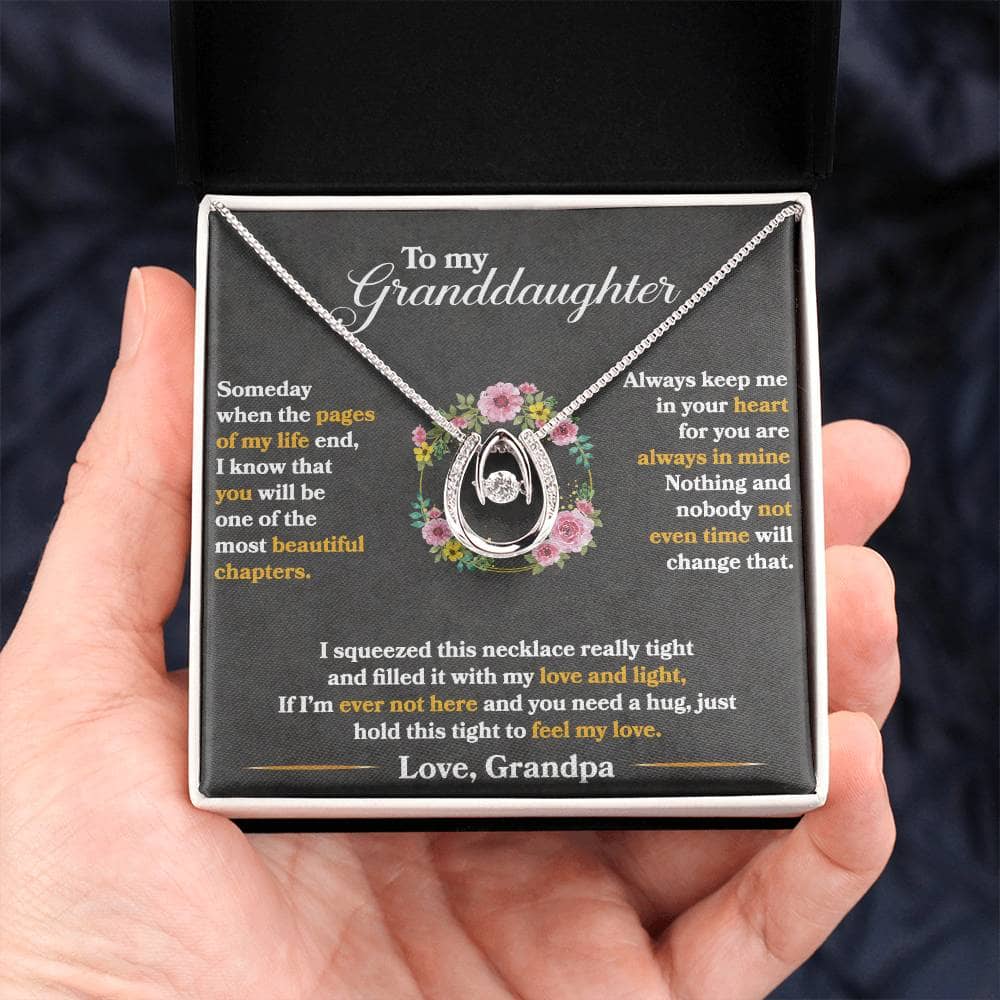 To my
Granddaughter
Someday
when the pages
of my life end,
I know that
you will be
one of the
most beautiful
chapters.
Always keep me
in your heart
for you are
always in mine
Nothing and
nobody not
even time will
change that.
I squeezed this necklace really tight
and filled it with my love and light,
If I'm ever not here and you need a hug, just
hold this tight to feel my love.
Love, Grandpa